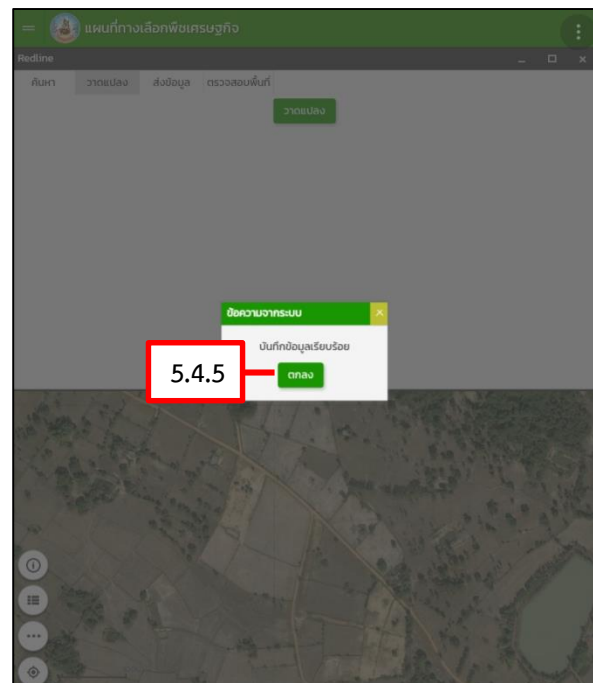 แผนที่ทางเลือกพืชเศรษฐกิจ
Redline
ค้นหา วาดแปลง ส่งข้อมูล ตรวจสอบพื้นที่
วาดแปลง
ข้อความจากระบบ
บันทึกข้อมูลเรียบร้อย
5.4.5 ตกลง